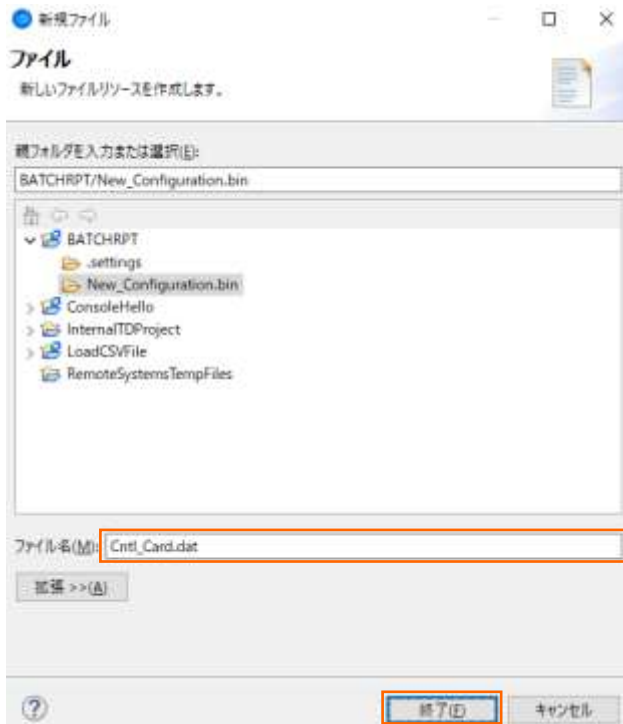 新規ファイル
ファイル
新しいファイルリソースを作成します。
親フォルダを入力または選択(E):
BATCHRPT/New_Configuration.bin
BATCHRPT
.settings
New_Configuration.bin
ConsoleHello
InternalTDProject
LoadCSVFile
RemoteSystemsTempFiles
ファイル名(M): Cntl_Card.dat
拡張 >>(A)
終了(F) キャンセル